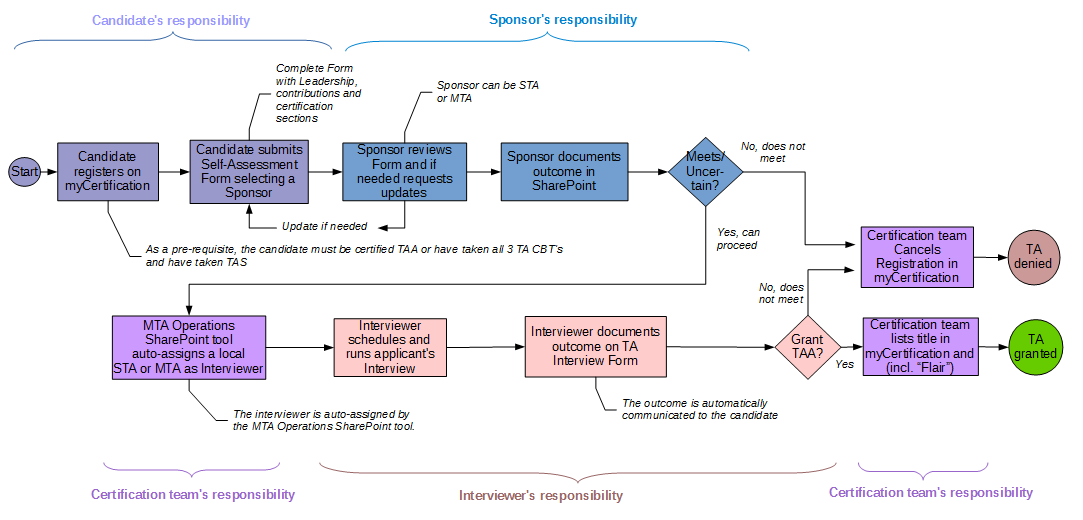 Candidate's responsibility
Sponsor's responsibility
Complete Form
with Leadership,
contributions and
certification
sections
Sponsor can be STA
or MTA
Start
Candidate
registers on
myCertification
Candidate submits
Self-Assessment
Form selecting a
Sponsor
Sponsor reviews
Form and if
needed requests
updates
Sponsor documents
outcome in
SharePoint
Meets/
Uncer-
tain?
No, does not
meet
Update if needed
As a pre-requisite, the candidate must be certified TAA or have taken all 3 TA CBT's
and have taken TAS
Yes, can
proceed
Certification team
Cancels
Registration in
myCertification
TA
denied
No, does
not meet
MTA Operations
SharePoint tool
auto-assigns a local
STA or MTA as Interviewer
Interviewer
schedules and
runs applicant's
Interview
Interviewer documents
outcome on TA
Interview Form
Grant
TAA?
Yes
Certification team
lists title in
myCertification and
(incl. “Flair”)
TA
granted
The interviewer is auto-assigned by
the MTA Operations SharePoint tool.
The outcome is automatically
communicated to the candidate
Certification team's responsibility
Interviewer's responsibility
Certification team's responsibility